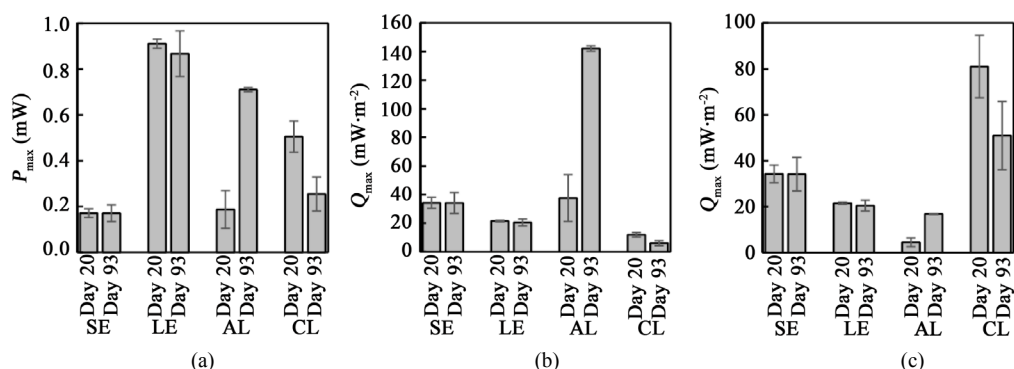 1.0
0.8
0.6
0.4
0.2
0.0
P_max (mW)
Day 20
Day 93
Day 20
Day 93
Day 20
Day 93
Day 20
Day 93
SE LE AL CL
(a)
160
140
120
100
80
60
40
20
0
Q_max (mW·m⁻²)
Day 20
Day 93
Day 20
Day 93
Day 20
Day 93
Day 20
Day 93
SE LE AL CL
(b)
100
80
60
40
20
0
Q_max (mW·m⁻²)
Day 20
Day 93
Day 20
Day 93
Day 20
Day 93
Day 20
Day 93
SE LE AL CL
(c)